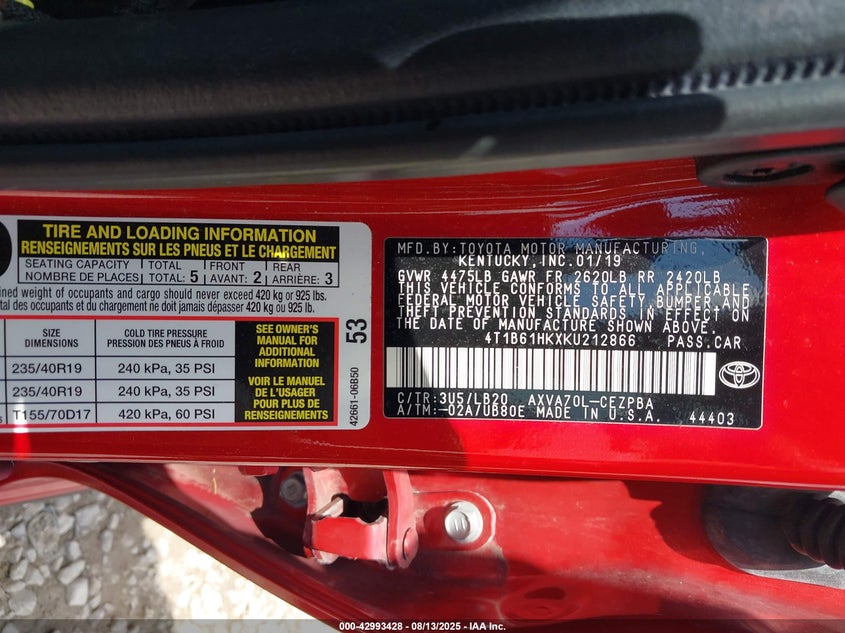 TIRE AND LOADING INFORMATION
RENSEIGNEMENTS SUR LES PNEUS ET LE CHARGEMENT
SEATING CAPACITY TOTAL: 5 FRONT AVANT: 2 REAR ARRIÈRE: 3
NOMBRE DE PLACES
ined weight of occupants and cargo should never exceed 420 kg or 925 lbs.
tal des occupants et du chargement ne doit jamais dépasser 420 kg ou 925 lb.
SIZE
DIMENSIONS
COLD TIRE PRESSURE
PRESSION DES PNEUS À FROID
235/40R19 240 kPa, 35 PSI
235/40R19 240 kPa, 35 PSI
T155/70D17 420 kPa, 60 PSI
SEE OWNER'S
MANUAL FOR
ADDITIONAL
INFORMATION
VOIR LE MANUEL
DE L'USAGER
POUR PLUS DE
RENSEIGNEMENTS
53
42661-06B50
MFD.BY:TOYOTA MOTOR MANUFACTURING,
KENTUCKY,INC.01/19
GVWR 4475LB GAWR FR 2620LB RR 2420LB
THIS VEHICLE CONFORMS TO ALL APPLICABLE
FEDERAL MOTOR VEHICLE SAFETY,BUMPER,AND
THEFT PREVENTION STANDARDS IN EFFECT ON
THE DATE OF MANUFACTURE SHOWN ABOVE.
4T1B61HKXKU212866 PASS.CAR
C/TR:3U5/LB20 AXVA70L-CEZPBA
A/TM:-02A/UB80E MADE IN U.S.A. 44403
TOYOTA
000-42993428 - 08/13/2025 - IAA Inc.